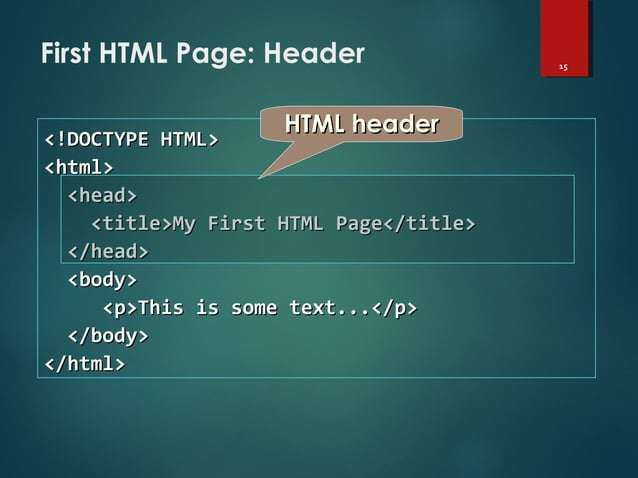 First HTML Page: Header
15
HTML header
<!DOCTYPE HTML>
<html>
<head>
<title>My First HTML Page</title>
</head>
<body>
<p>This is some text...</p>
</body>
</html>